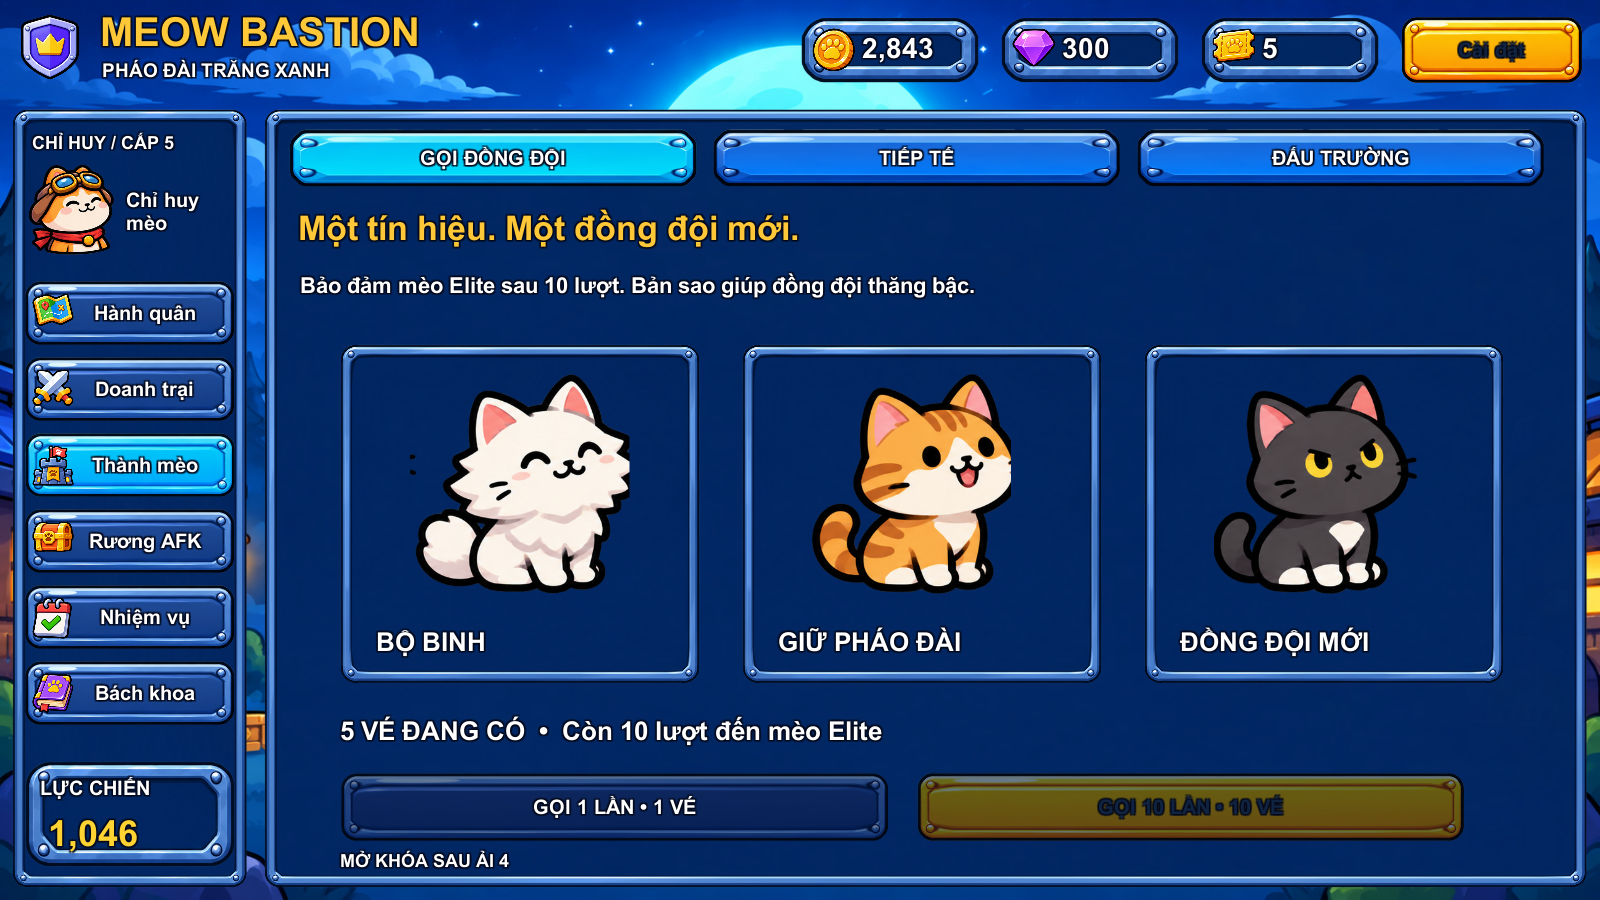 MEOW BASTION
PHÁO ĐÀI TRĂNG XANH
2,843
300
5
Cài đặt
CHỈ HUY / CẤP 5
Chỉ huy
mèo
Hành quân
Doanh trại
Thành mèo
Rương AFK
Nhiệm vụ
Bách khoa
LỰC CHIẾN
1,046
GỌI ĐỒNG ĐỘI
TIẾP TẾ
ĐẤU TRƯỜNG
Một tín hiệu. Một đồng đội mới.
Bảo đảm mèo Elite sau 10 lượt. Bản sao giúp đồng đội thăng bậc.
BỘ BINH
GIỮ PHÁO ĐÀI
ĐỒNG ĐỘI MỚI
5 VÉ ĐANG CÓ • Còn 10 lượt đến mèo Elite
GỌI 1 LẦN • 1 VÉ
GỌI 10 LẦN • 10 VÉ
MỞ KHÓA SAU ẢI 4